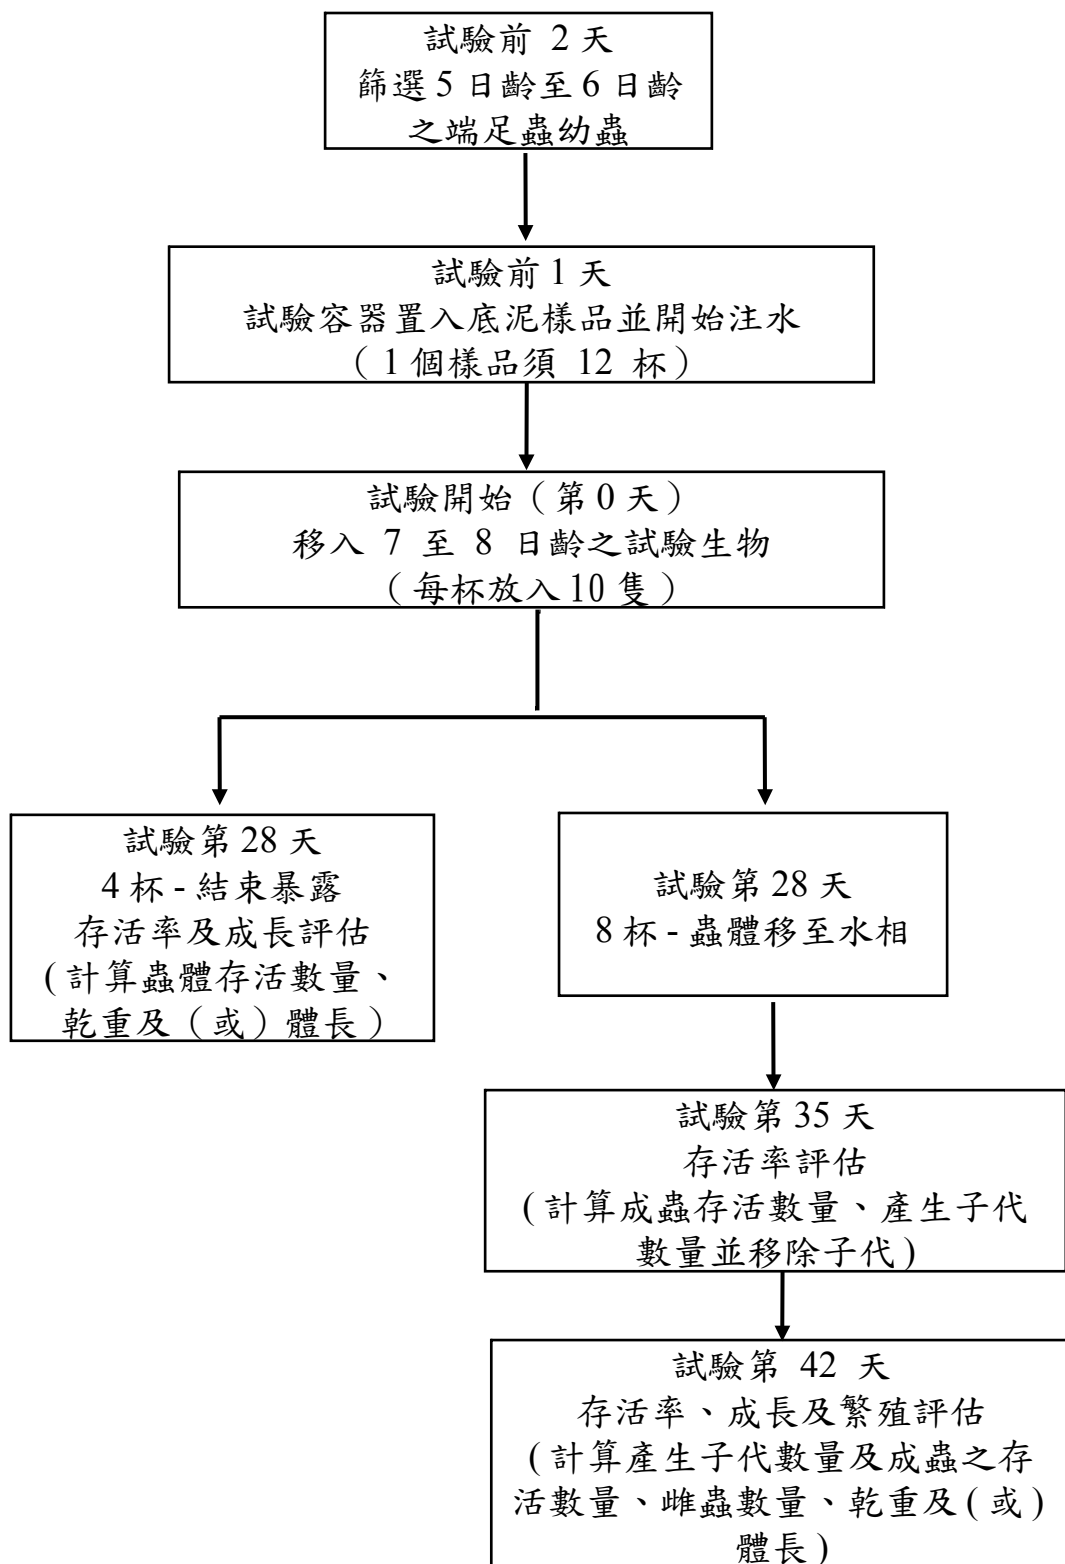 試驗前 2 天
篩選 5 日齡至 6 日齡
之端足蟲幼蟲
試驗前 1 天
試驗容器置入底泥樣品並開始注水
（1 個樣品須 12 杯）
試驗開始（第 0 天）
移入 7 至 8 日齡之試驗生物
（每杯放入 10 隻）
試驗第 28 天
4 杯 - 結束暴露
存活率及成長評估
(計算蟲體存活數量、
乾重及（或）體長)
試驗第 28 天
8 杯 - 蟲體移至水相
試驗第 35 天
存活率評估
(計算成蟲存活數量、產生子代
數量並移除子代)
試驗第 42 天
存活率、成長及繁殖評估
(計算產生子代數量及成蟲之存
活數量、雌蟲數量、乾重及(或)
體長)